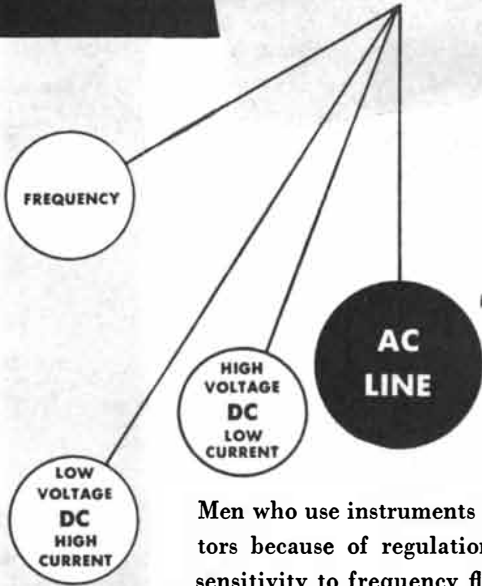 FREQUENCY
HIGH
VOLTAGE
DC
LOW
CURRENT
AC
LINE
LOW
VOLTAGE
DC
HIGH
CURRENT
Men who use instruments
tors because of regulation
sensitivity to frequency fl